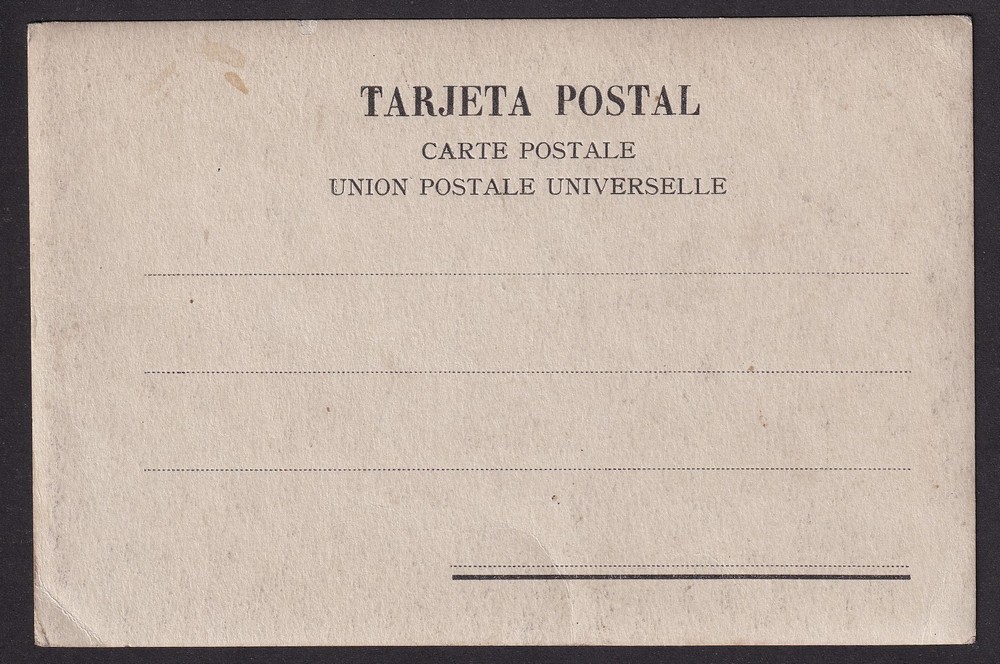 TARJETA POSTAL
CARTE POSTALE
UNION POSTALE UNIVERSELLE